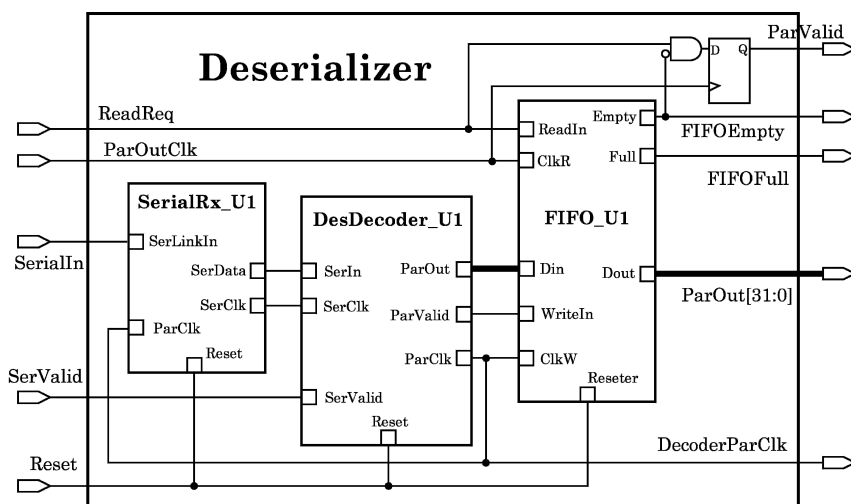 ParValid
Deserializer
D
Q
ReadReq
ParOutClk
Empty
FIFOEmpty
ReadIn
Full
FIFOFull
ClkR
SerialRx_U1
DesDecoder_U1
FIFO_U1
SerialIn
SerLinkIn
SerData
SerIn
ParOut
Din
Dout
ParOut[31:0]
SerClk
SerClk
ParValid
WriteIn
ParClk
Reset
ParClk
ClkW
SerValid
Reseter
SerValid
Reset
DecoderParClk
Reset